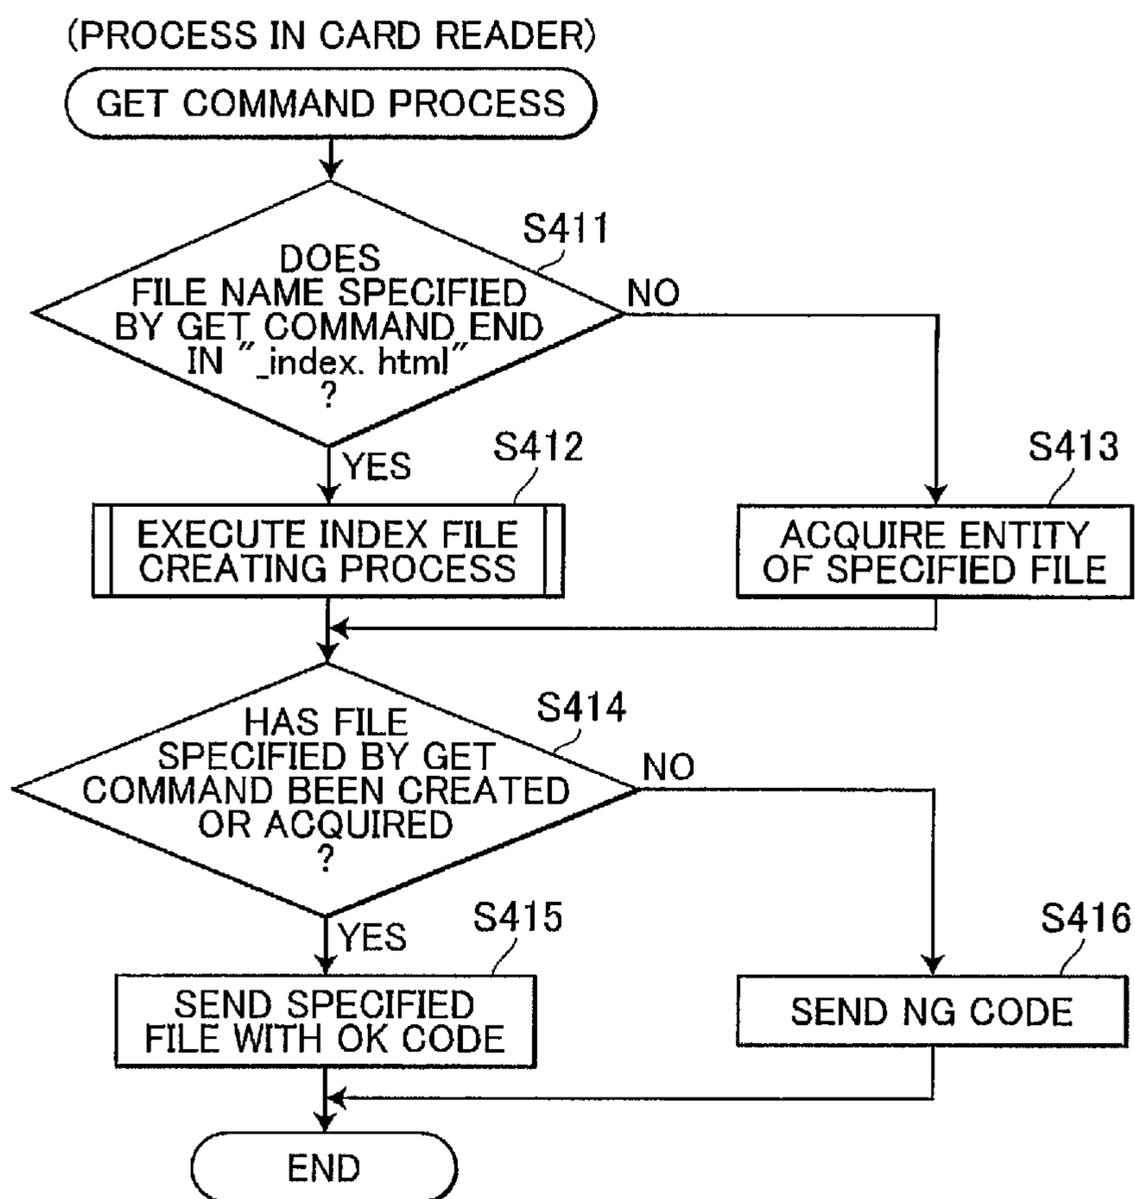 (PROCESS IN CARD READER)
GET COMMAND PROCESS
S411
DOES
FILE NAME SPECIFIED
BY GET COMMAND END
IN "_index. html"
?
NO
YES
S412
EXECUTE INDEX FILE
CREATING PROCESS
S413
ACQUIRE ENTITY
OF SPECIFIED FILE
S414
HAS FILE
SPECIFIED BY GET
COMMAND BEEN CREATED
OR ACQUIRED
?
NO
YES
S415
SEND SPECIFIED
FILE WITH OK CODE
S416
SEND NG CODE
END